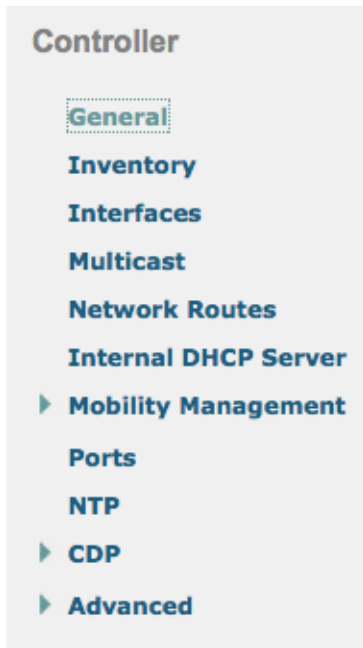 Controller
General
Inventory
Interfaces
Multicast
Network Routes
Internal DHCP Server
Mobility Management
Ports
NTP
CDP
Advanced